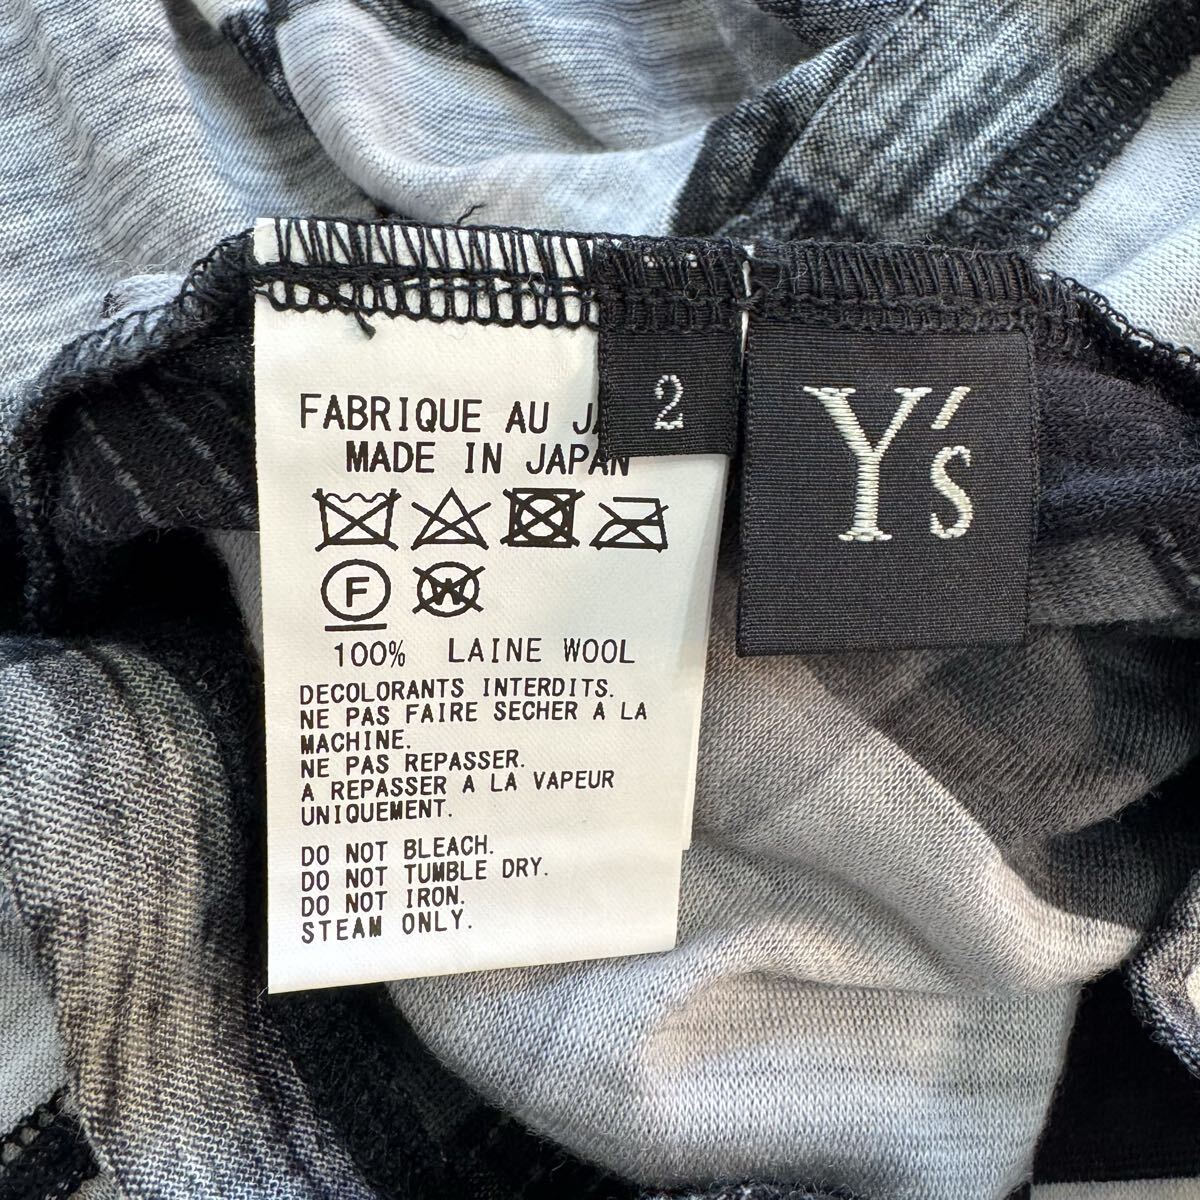 FABRIQUE AU
MADE IN JAPAN
F
W
100% LAINE WOOL
DECOLORANTS INTERDITS.
NE PAS FAIRE SECHER A LA
MACHINE.
NE PAS REPASSER.
A REPASSER A LA VAPEUR
UNIQUEMENT.
DO NOT BLEACH.
DO NOT TUMBLE DRY.
DO NOT IRON.
STEAM ONLY.
2
Y's